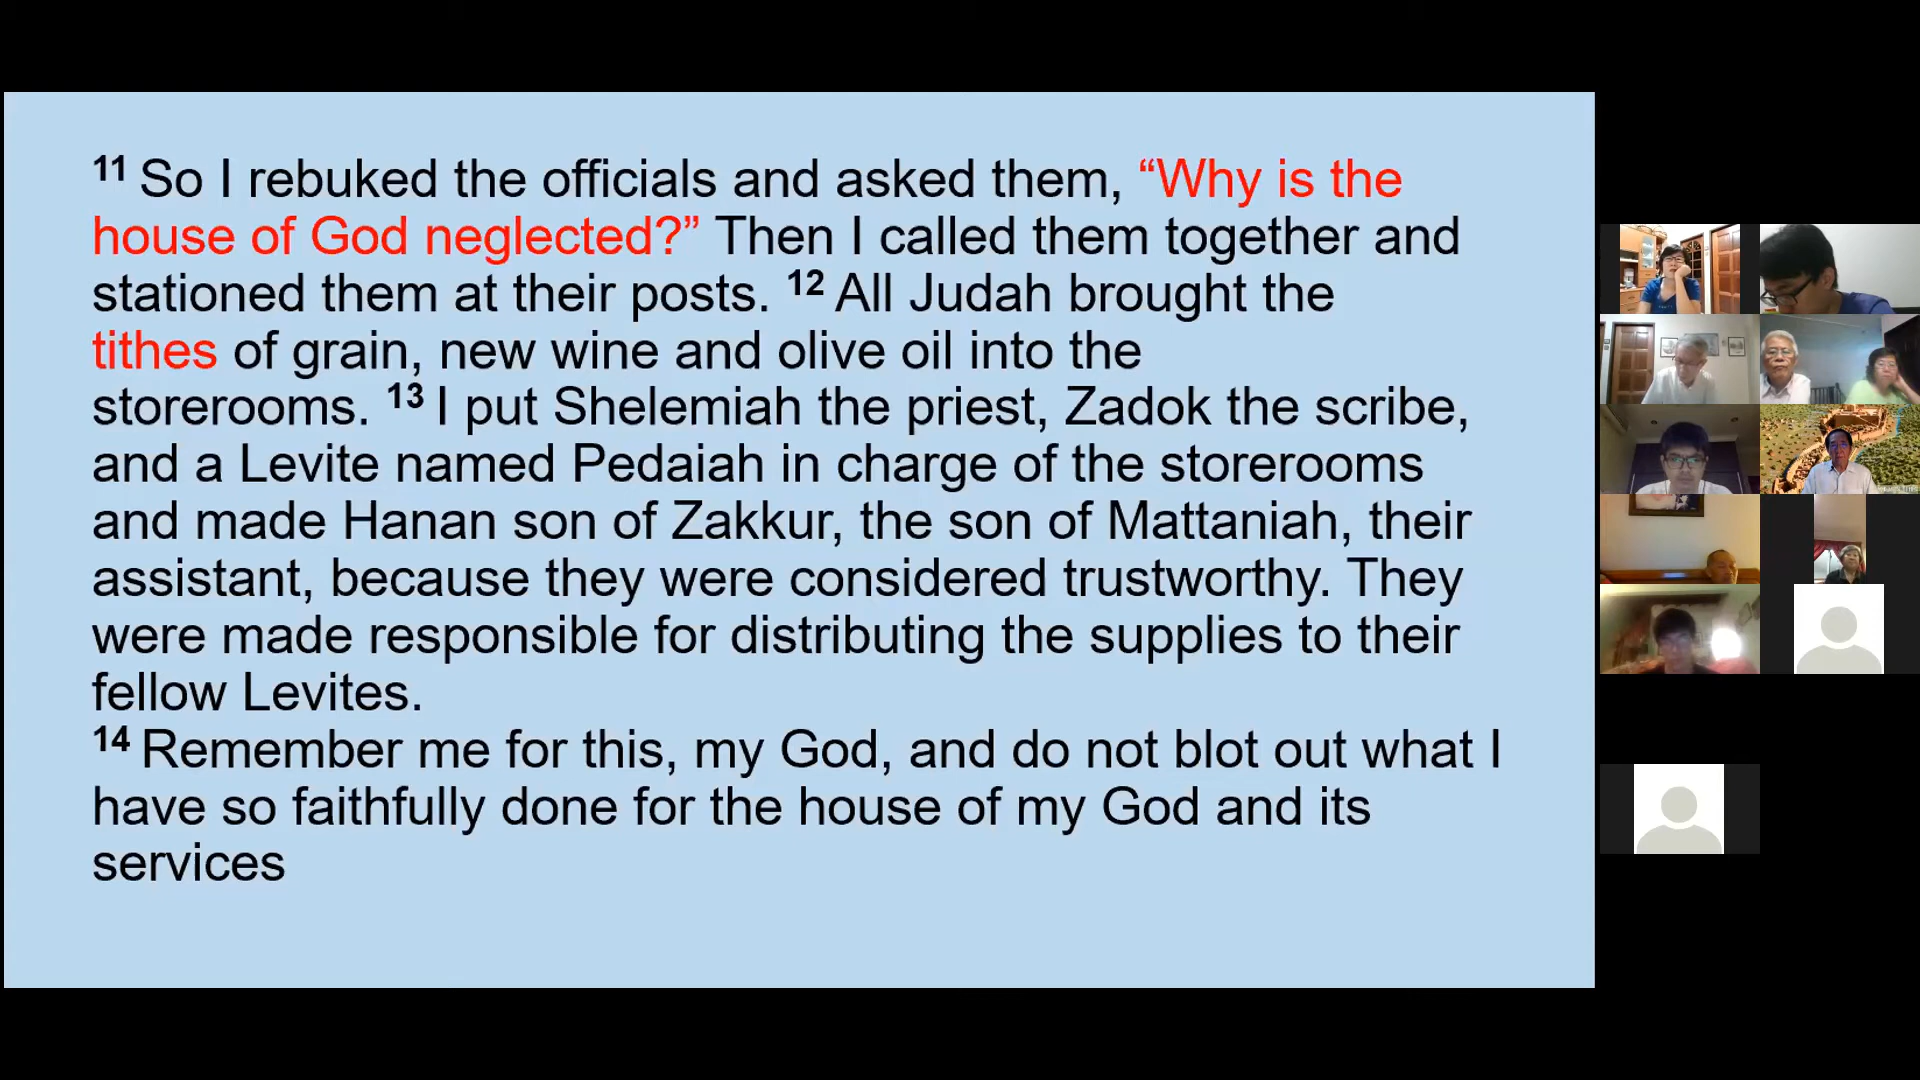 11 So I rebuked the officials and asked them, “Why is the
house of God neglected?” Then I called them together and
stationed them at their posts. 12 All Judah brought the
tithes of grain, new wine and olive oil into the
storerooms. 13 I put Shelemiah the priest, Zadok the scribe,
and a Levite named Pedaiah in charge of the storerooms
and made Hanan son of Zakkur, the son of Mattaniah, their
assistant, because they were considered trustworthy. They
were made responsible for distributing the supplies to their
fellow Levites.
14 Remember me for this, my God, and do not blot out what I
have so faithfully done for the house of my God and its
services